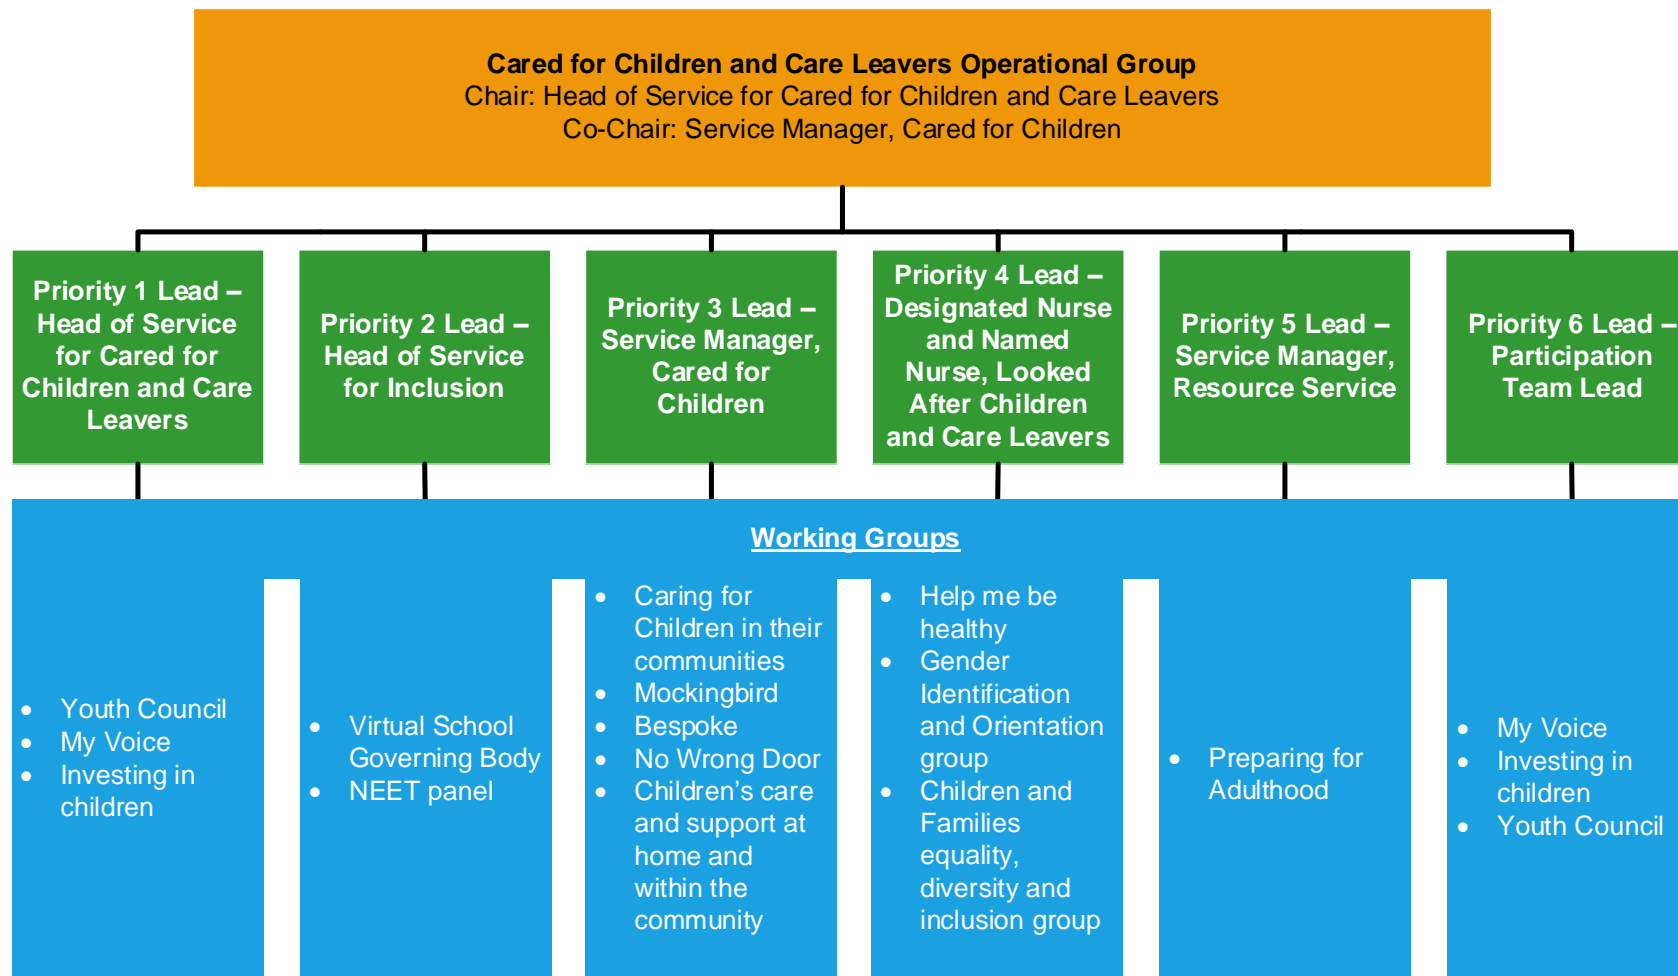 Cared for Children and Care Leavers Operational Group
Chair: Head of Service for Cared for Children and Care Leavers
Co-Chair: Service Manager, Cared for Children
Priority 1 Lead –
Head of Service
for Cared for
Children and Care
Leavers
Priority 2 Lead –
Head of Service
for Inclusion
Priority 3 Lead –
Service Manager,
Cared for
Children
Priority 4 Lead –
Designated Nurse
and Named
Nurse, Looked
After Children
and Care Leavers
Priority 5 Lead –
Service Manager,
Resource Service
Priority 6 Lead –
Participation
Team Lead
Working Groups
• Youth Council
• My Voice
• Investing in
children
• Virtual School
Governing Body
• NEET panel
• Caring for
Children in their
communities
• Mockingbird
• Bespoke
• No Wrong Door
• Children’s care
and support at
home and
within the
community
• Help me be
healthy
• Gender
Identification
and Orientation
group
• Children and
Families
equality,
diversity and
inclusion group
• Preparing for
Adulthood
• My Voice
• Investing in
children
• Youth Council